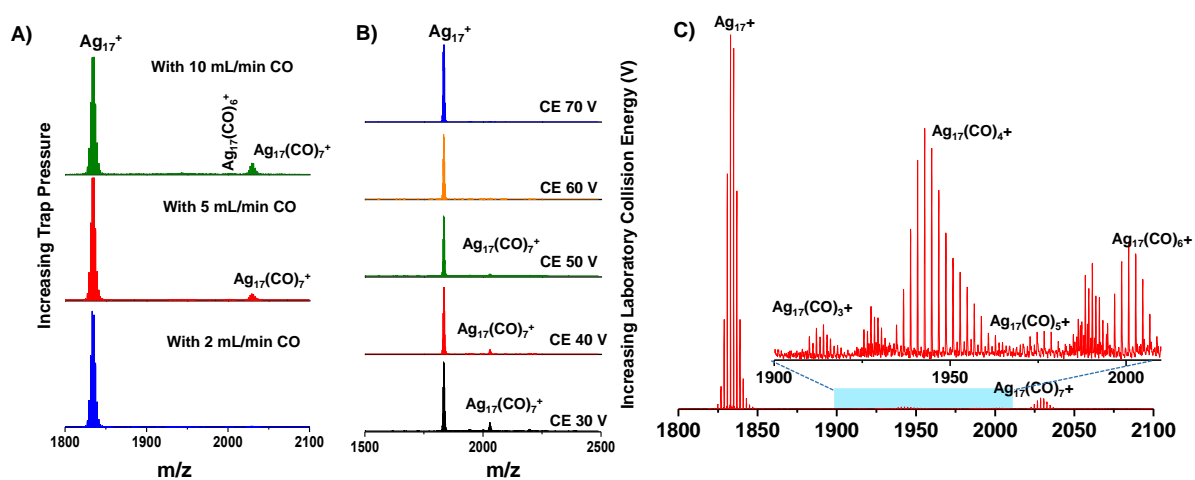 A)
Increasing Trap Pressure
Ag17+
With 10 mL/min CO
Ag17(CO)6+
Ag17(CO)7+
With 5 mL/min CO
Ag17(CO)7+
With 2 mL/min CO
1800 1900 2000 2100
m/z
B)
Ag17+
CE 70 V
CE 60 V
Ag17(CO)7+
CE 50 V
Ag17(CO)7+
CE 40 V
Ag17(CO)7+
CE 30 V
1500 2000 2500
m/z
Increasing Laboratory Collision Energy (V)
C)
Ag17+
Ag17(CO)4+
Ag17(CO)6+
Ag17(CO)3+
Ag17(CO)5+
1900 1950 2000
Ag17(CO)7+
1800 1850 1900 1950 2000 2050 2100
m/z